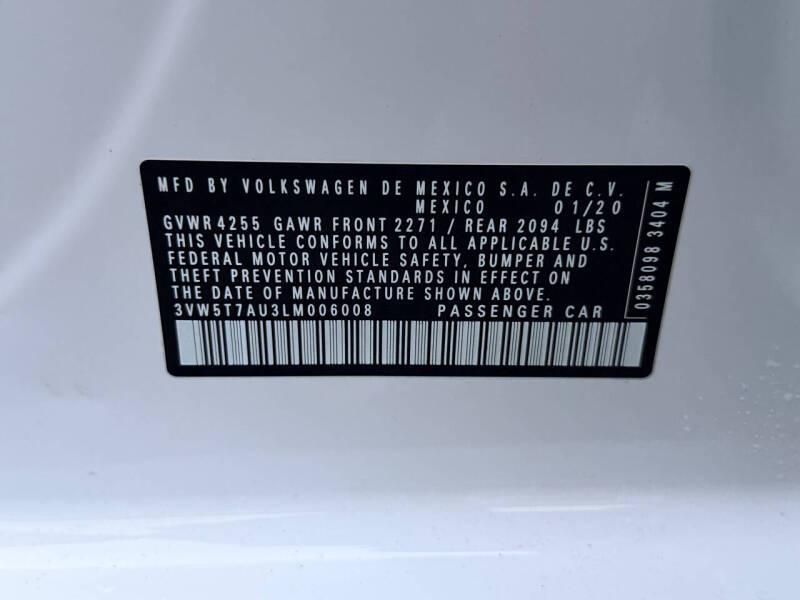 MFD BY VOLKSWAGEN DE MEXICO S.A. DE C.V.
MEXICO 01/20
GVWR 4255 GAWR FRONT 2271 / REAR 2094 LBS
THIS VEHICLE CONFORMS TO ALL APPLICABLE U.S.
FEDERAL MOTOR VEHICLE SAFETY, BUMPER AND
THEFT PREVENTION STANDARDS IN EFFECT ON
THE DATE OF MANUFACTURE SHOWN ABOVE.
3VW5T7AU3LM006008 PASSENGER CAR
0358098 3404 M